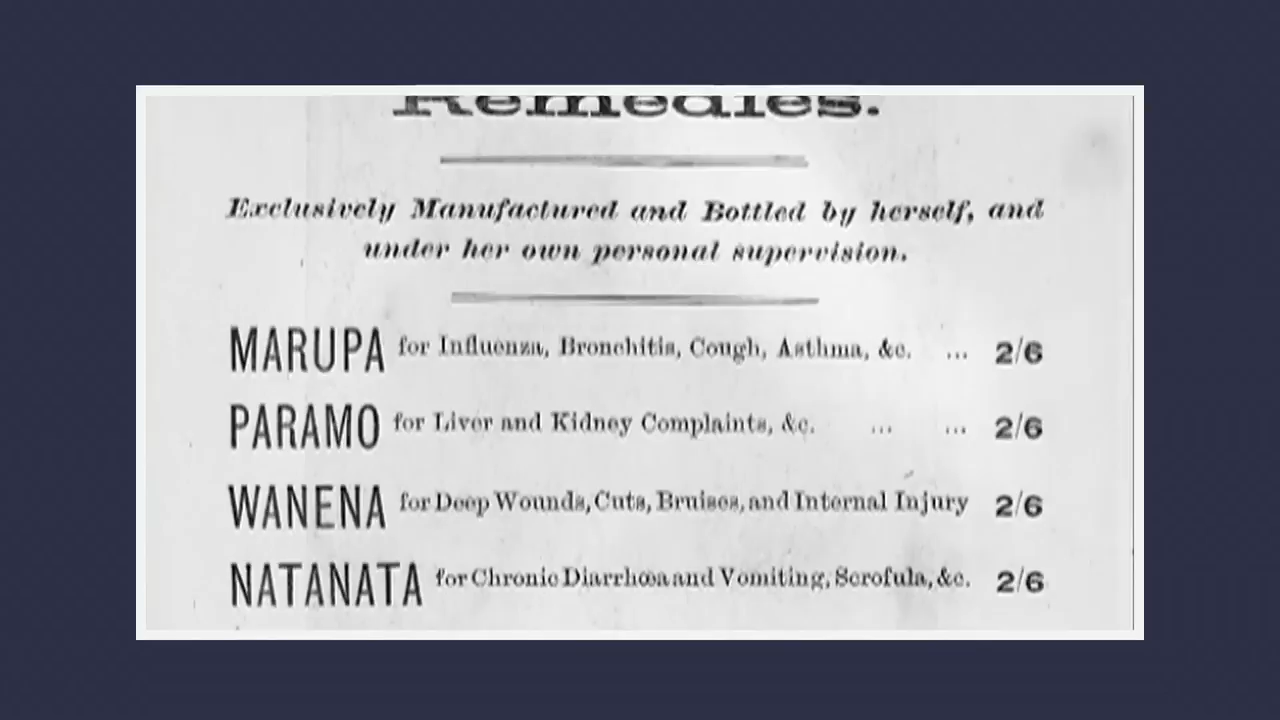 Remedies.
Exclusively Manufactured and Bottled by herself, and
under her own personal supervision.
MARUPA for Influenza, Bronchitis, Cough, Asthma, &c. ... 2/6
PARAMO for Liver and Kidney Complaints, &c. ... ... 2/6
WANENA for Deep Wounds, Cuts, Bruises, and Internal Injury 2/6
NATANATA for Chronic Diarrhœa and Vomiting, Scrofula, &c. 2/6